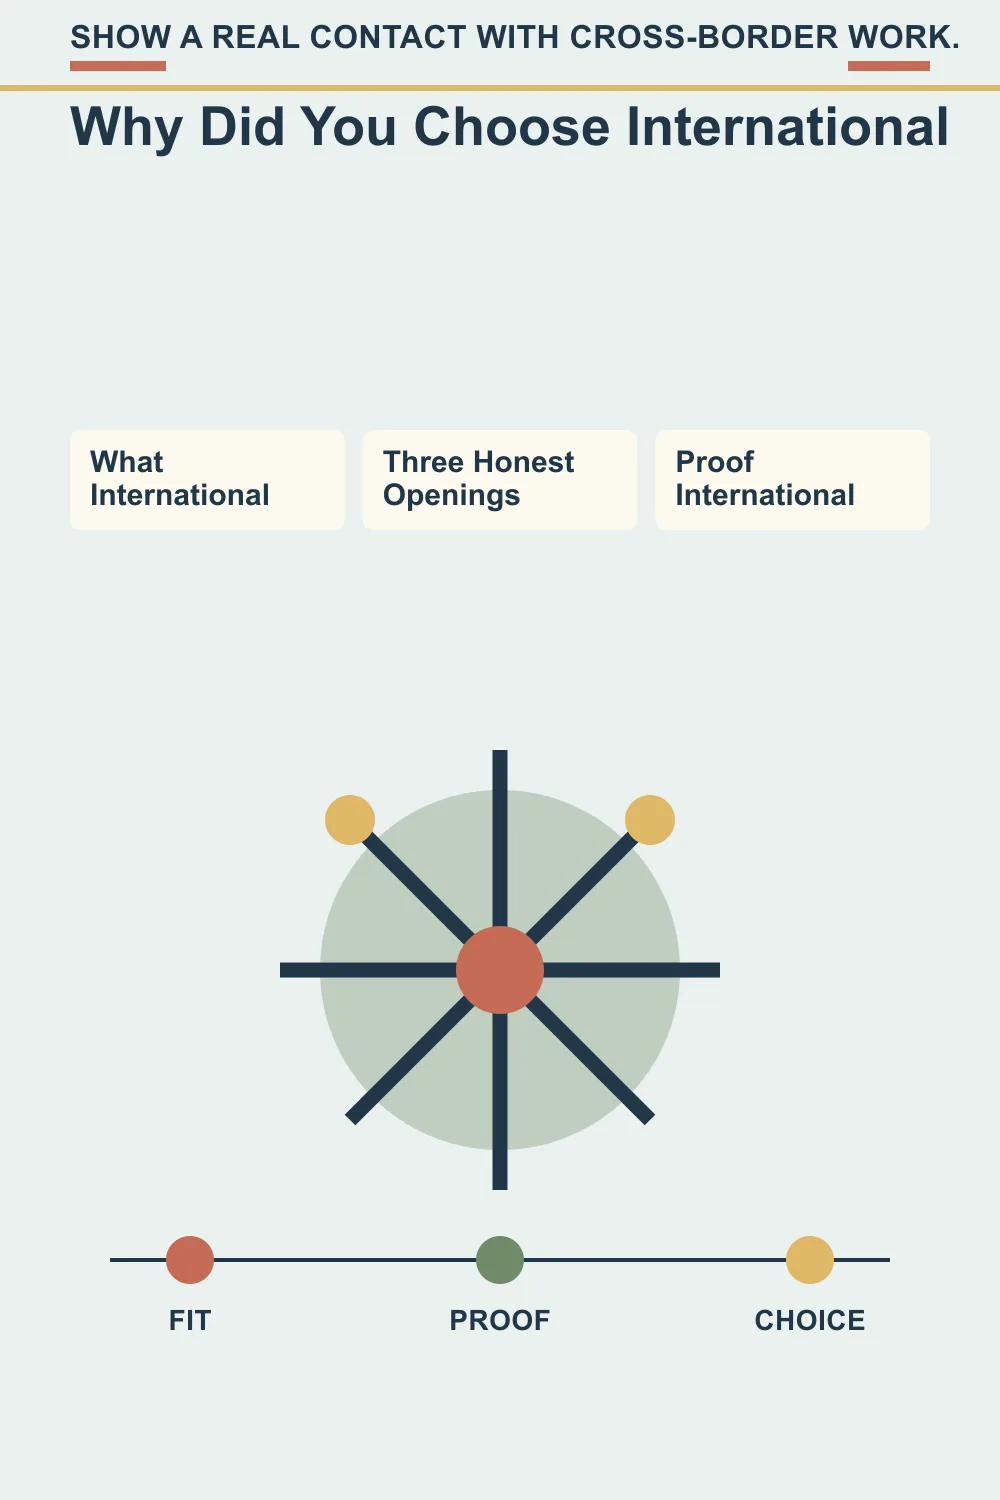 SHOW A REAL CONTACT WITH CROSS-BORDER WORK.
Why Did You Choose International
What
International
Three Honest
Openings
Proof
International
FIT
PROOF
CHOICE